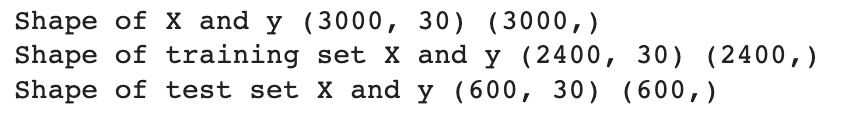 Shape of X and y (3000, 30) (3000,)
Shape of training set X and y (2400, 30) (2400,)
Shape of test set X and y (600, 30) (600,)